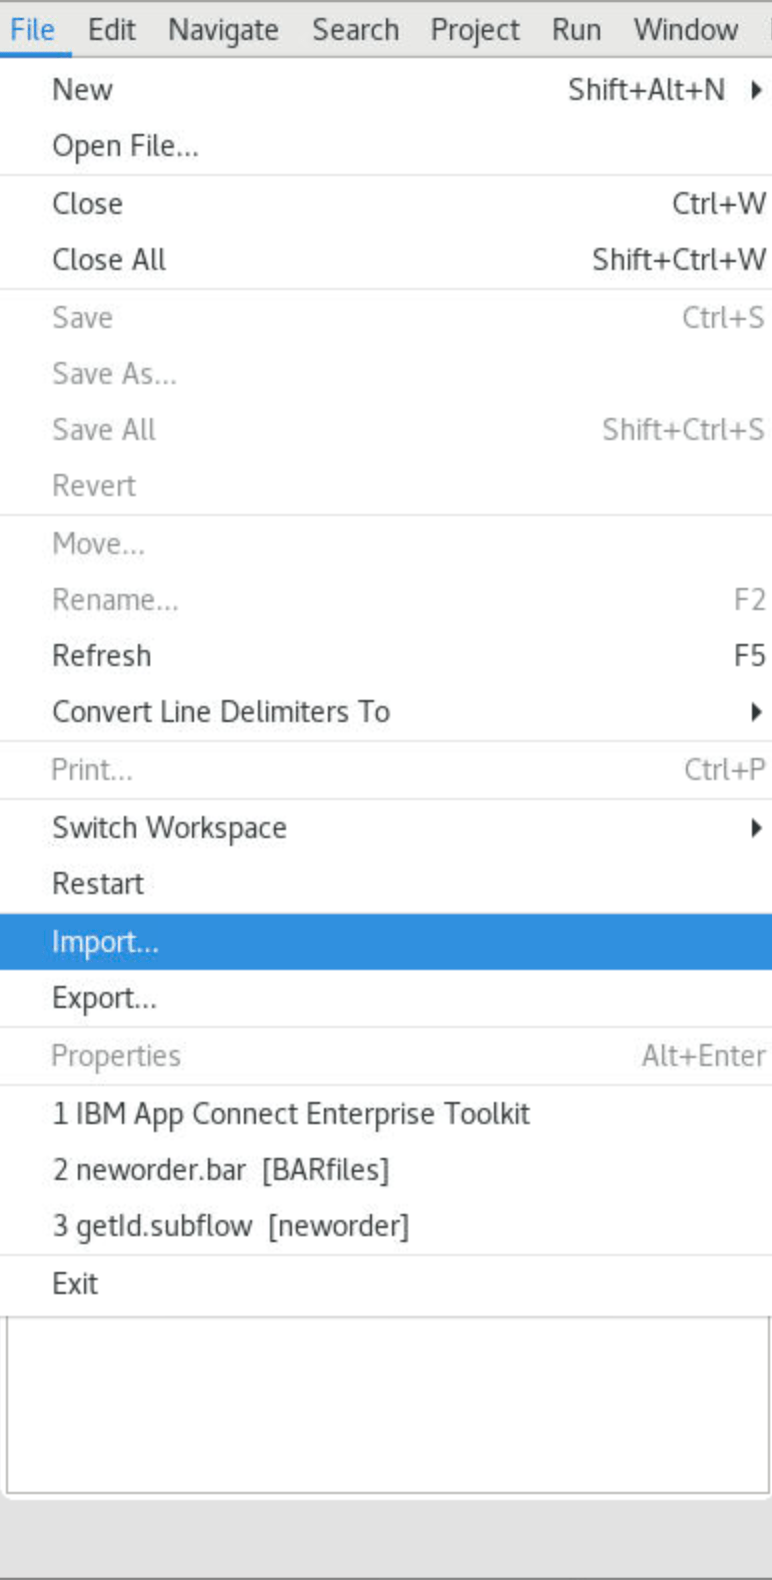 File Edit Navigate Search Project Run Window
New Shift+Alt+N
Open File...
Close Ctrl+W
Close All Shift+Ctrl+W
Save Ctrl+S
Save As...
Save All Shift+Ctrl+S
Revert
Move...
Rename... F2
Refresh F5
Convert Line Delimiters To
Print... Ctrl+P
Switch Workspace
Restart
Import...
Export...
Properties Alt+Enter
1 IBM App Connect Enterprise Toolkit
2 neworder.bar [BARfiles]
3 getId.subflow [neworder]
Exit